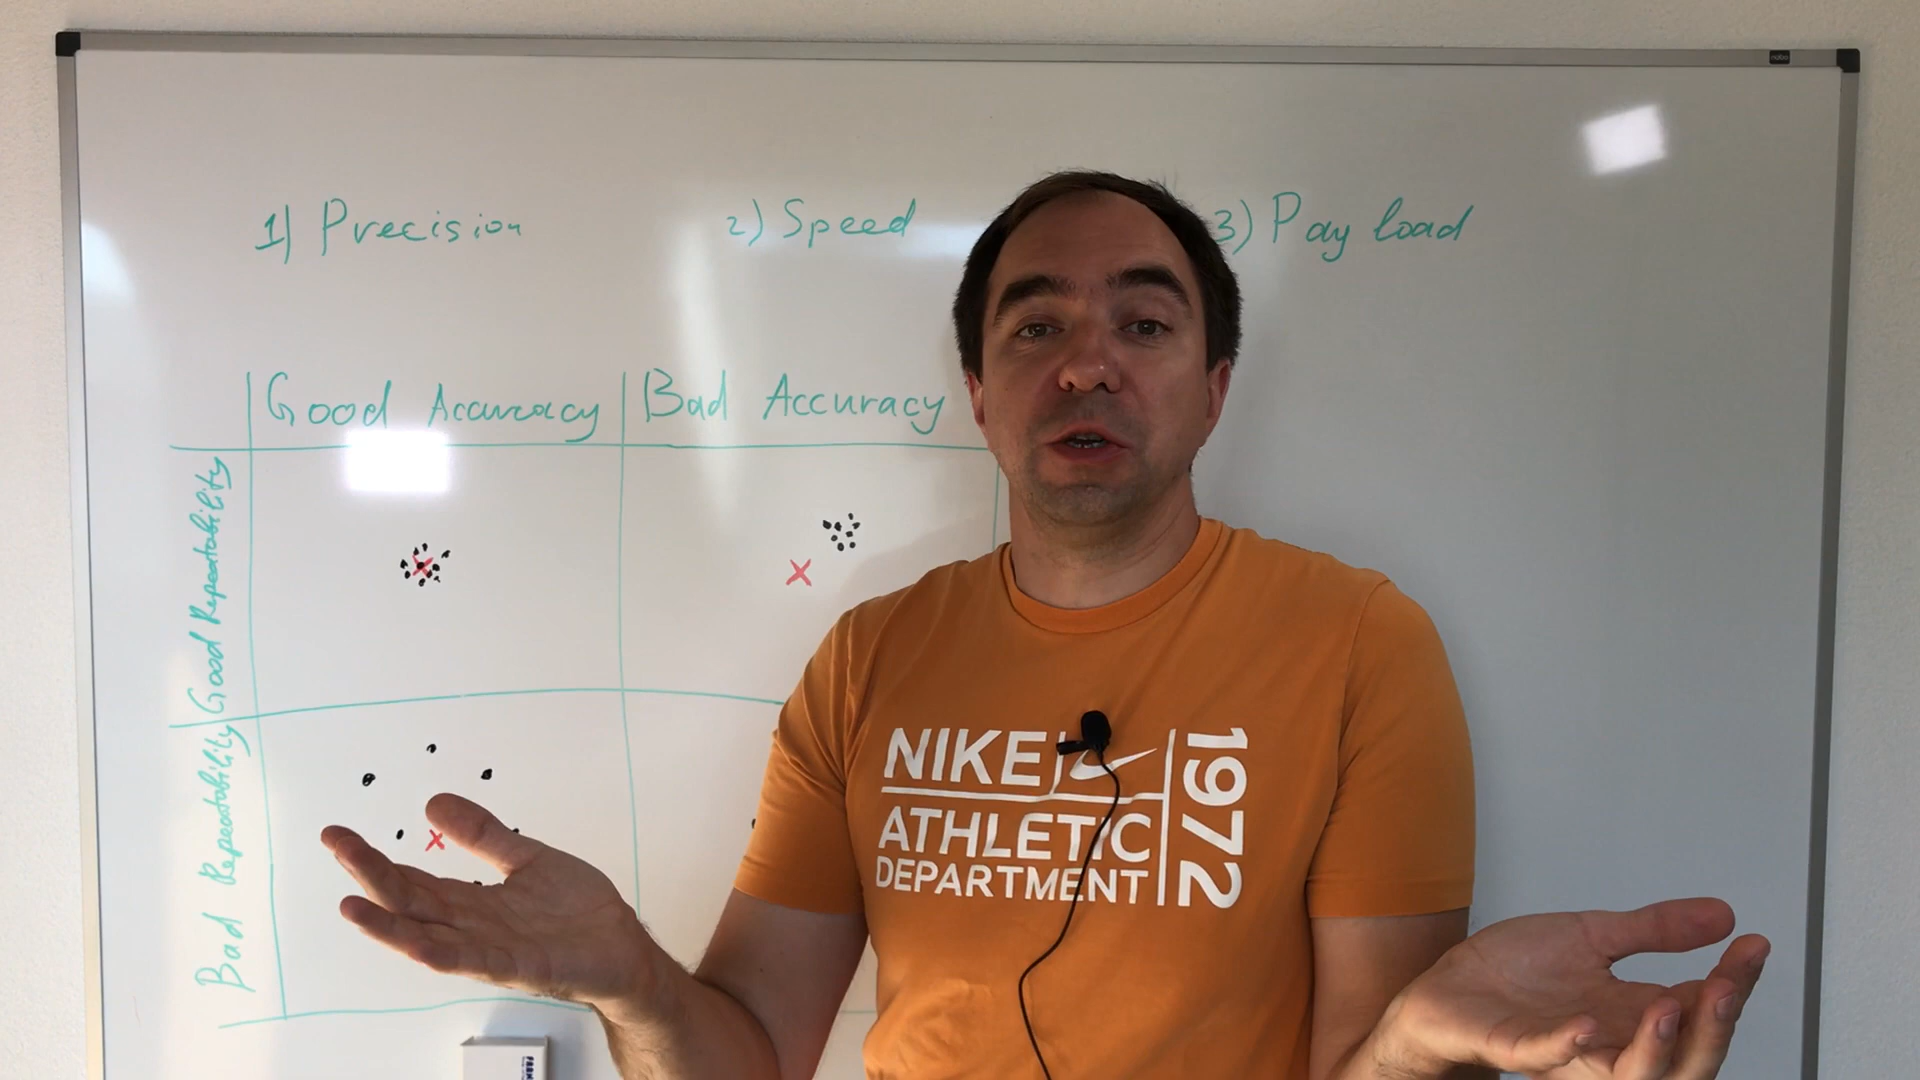 1) Precision
2) Speed
3) Pay load
Good Accuracy
Bad Accuracy
Good Repeatability
Bad Repeatability
NIKE
ATHLETIC
DEPARTMENT
1972